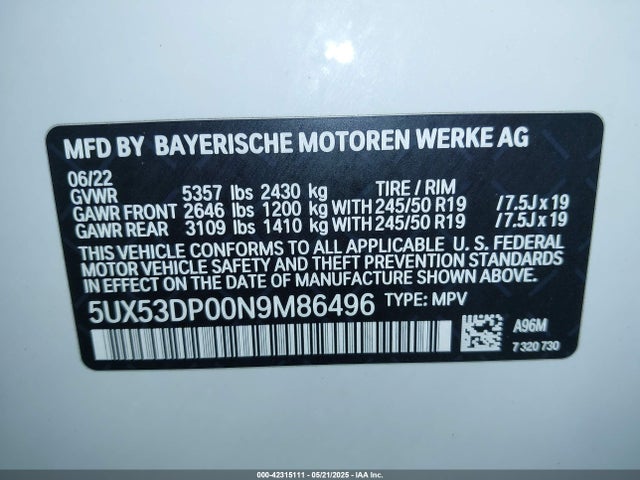 MFD BY BAYERISCHE MOTOREN WERKE AG
06/22
GVWR 5357 lbs 2430 kg TIRE / RIM
GAWR FRONT 2646 lbs 1200 kg WITH 245/50 R19 /7.5J x 19
GAWR REAR 3109 lbs 1410 kg WITH 245/50 R19 /7.5J x 19
THIS VEHICLE CONFORMS TO ALL APPLICABLE U. S. FEDERAL
MOTOR VEHICLE SAFETY AND THEFT PREVENTION STANDARDS
IN EFFECT ON THE DATE OF MANUFACTURE SHOWN ABOVE.
5UX53DP00N9M86496 TYPE: MPV
A96M
7 320 730
000-42315111 - 05/21/2025 - IAA Inc.